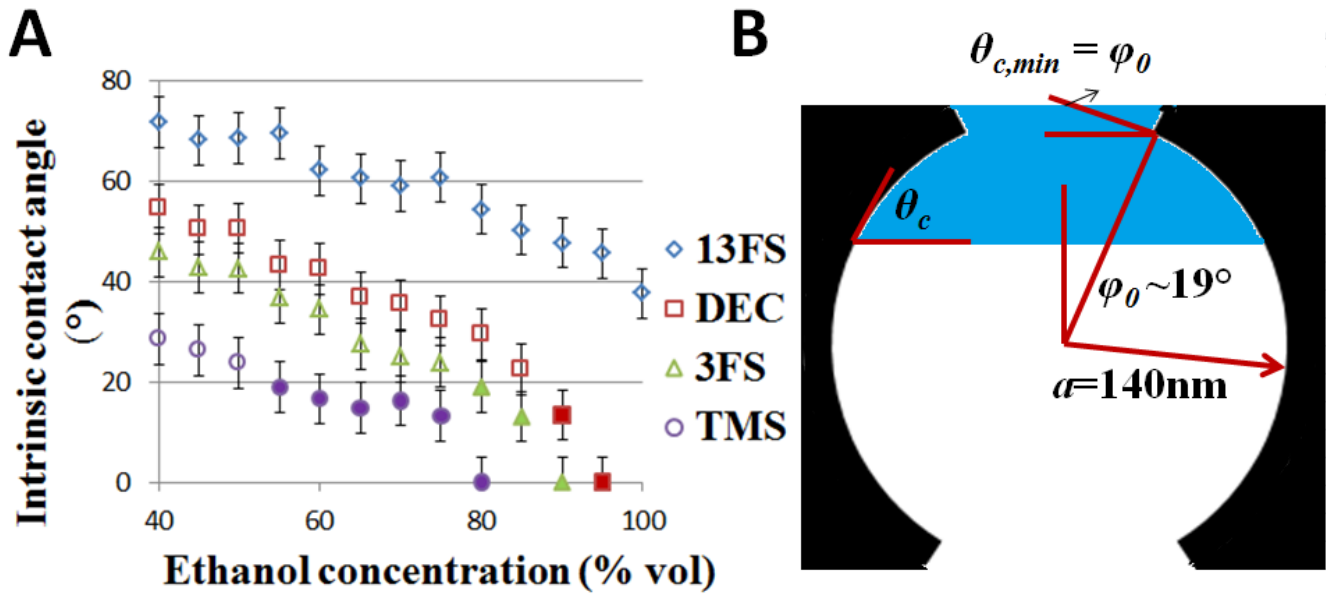 A
Intrinsic contact angle
(°)
80
60
40
20
0
40
60
80
100
Ethanol concentration (% vol)
13FS
DEC
3FS
TMS
B
θc,min = φ0
θc
φ0~19°
a=140nm